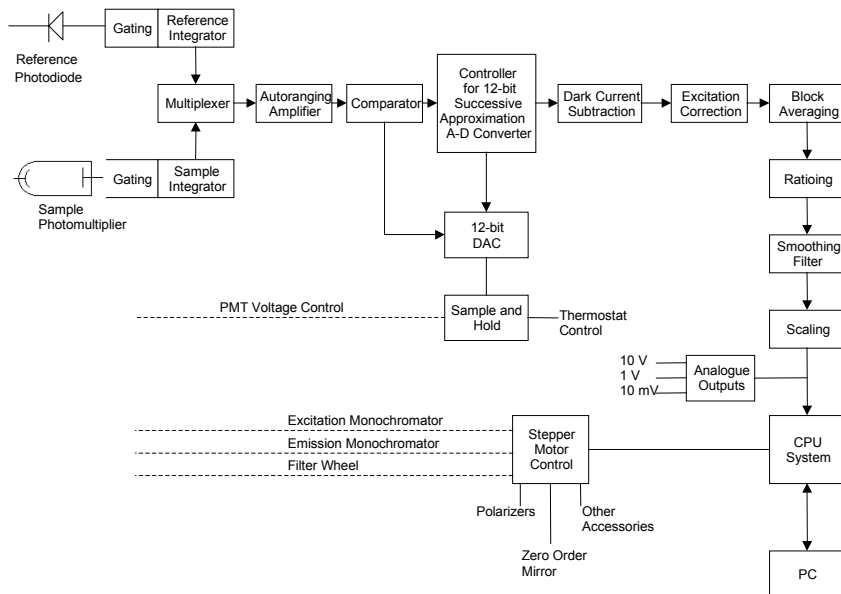 Gating
Reference
Integrator
Reference
Photodiode
Multiplexer
Autoranging
Amplifier
Comparator
Controller
for 12-bit
Successive
Approximation
A-D Converter
Dark Current
Subtraction
Excitation
Correction
Block
Averaging
Gating
Sample
Integrator
Sample
Photomultiplier
Ratioing
12-bit
DAC
Smoothing
Filter
PMT Voltage Control
Sample and
Hold
Thermostat
Control
Scaling
10 V
1 V
10 mV
Analogue
Outputs
Excitation Monochromator
Emission Monochromator
Filter Wheel
Stepper
Motor
Control
CPU
System
Polarizers
Other
Accessories
Zero Order
Mirror
PC